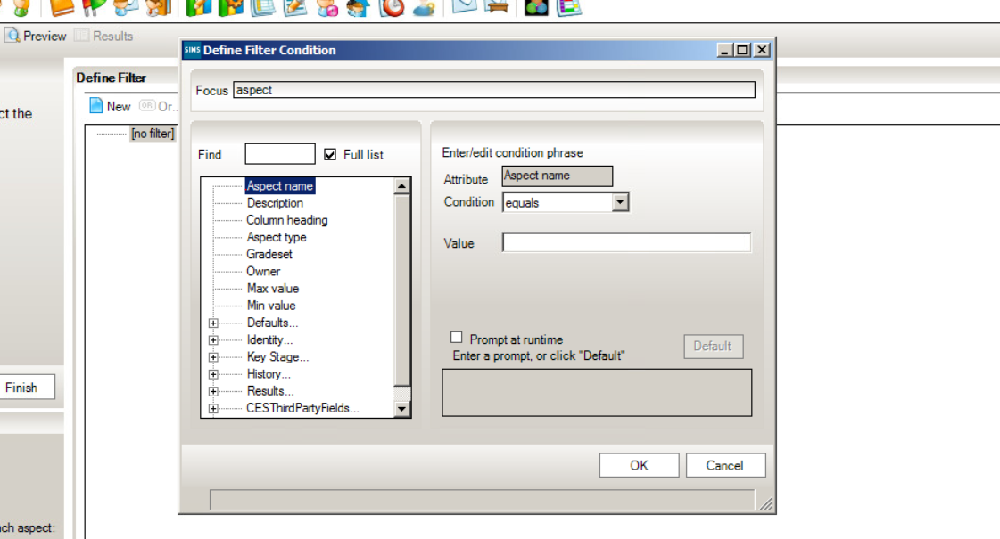 Preview Results
SIMS Define Filter Condition
Define Filter
Focus aspect
New OR Or..
ct the
[no filter]
Find Full list
Enter/edit condition phrase
Attribute Aspect name
Condition equals
Value
Aspect name
Description
Column heading
Aspect type
Gradeset
Owner
Max value
Min value
Defaults...
Identity...
Key Stage...
History...
Results...
CESThirdPartyFields...
Prompt at runtime
Enter a prompt, or click "Default"
Default
Finish
OK Cancel
ach aspect: